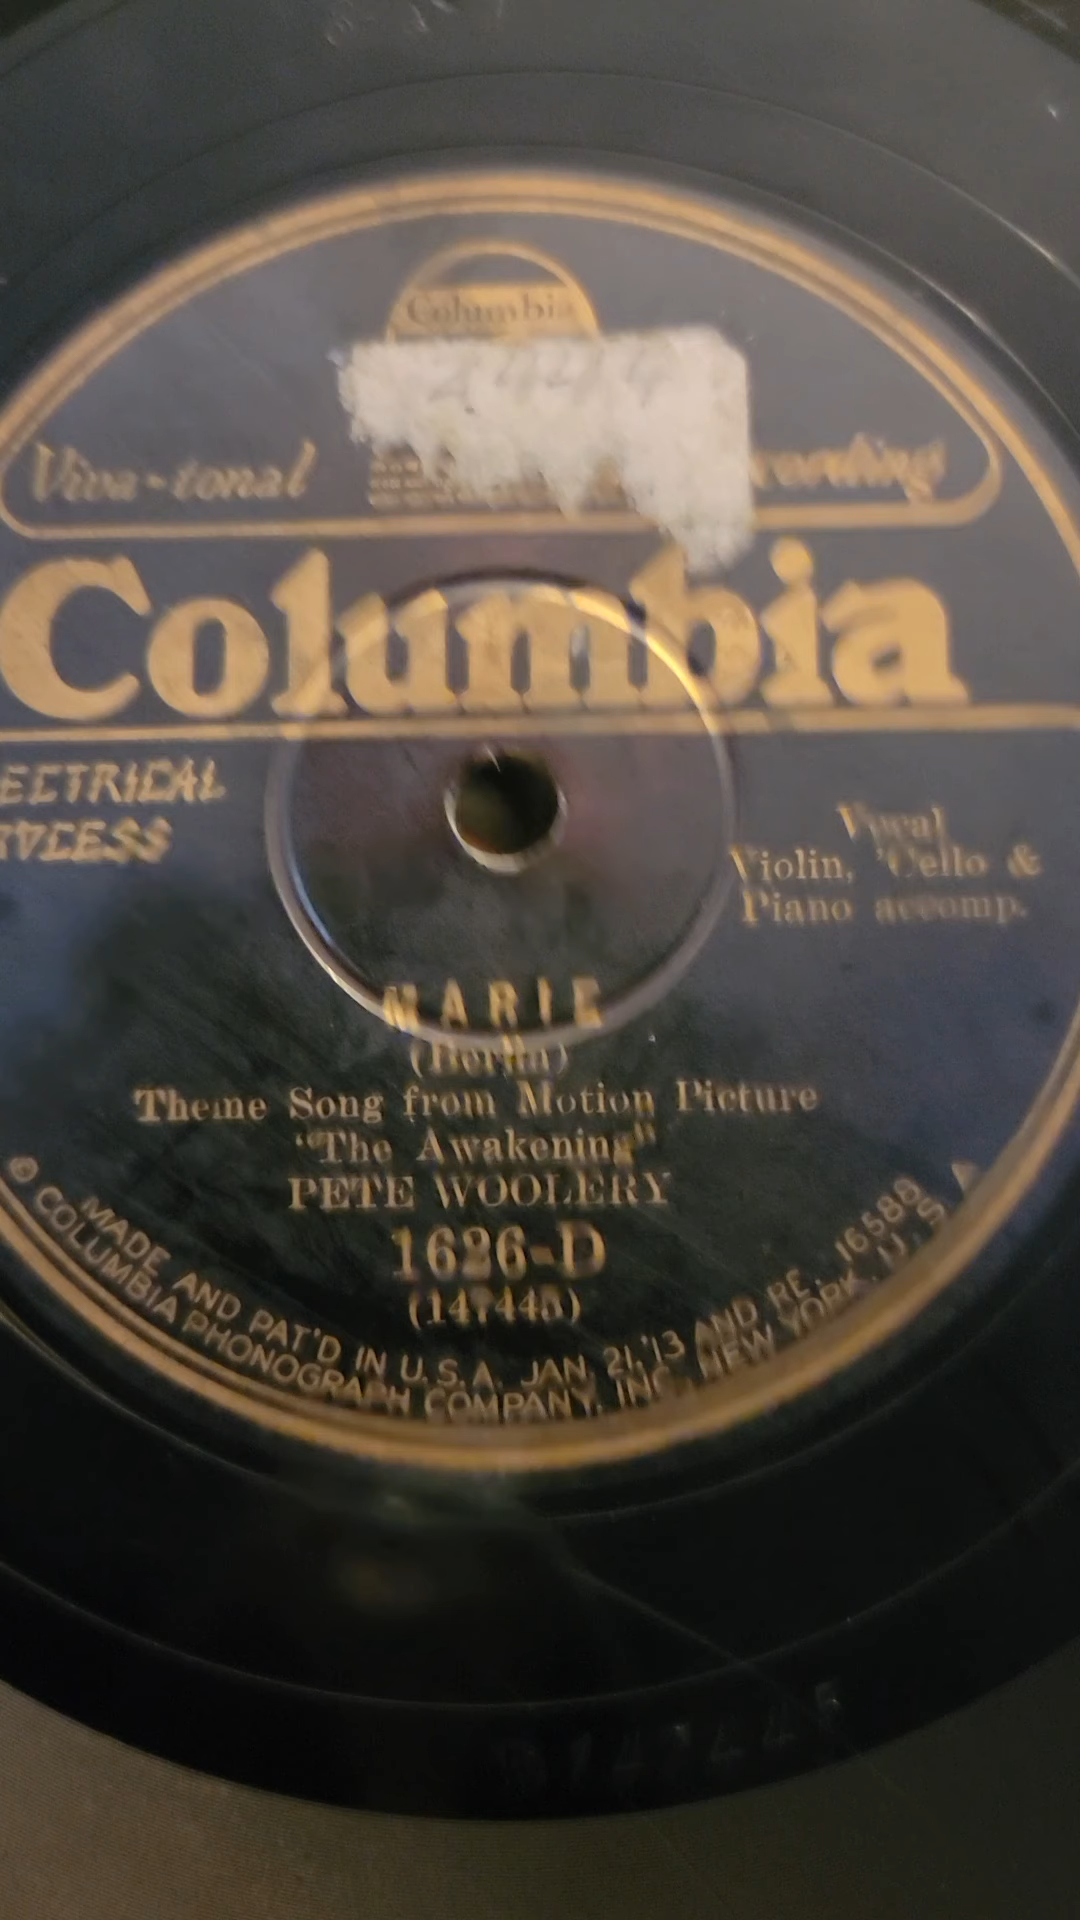 Columbia
Viva-tonal
Columbia
ECTRICAL
Vocal
Violin, 'Cello &
Piano accomp.
MARIE
(Berlin)
Theme Song from Motion Picture
"The Awakening"
PETE WOOLERY
1626-D
(147445)
MADE AND PAT'D IN U.S.A. JAN. 21,'13 AND RE. 16588
COLUMBIA PHONOGRAPH COMPANY, INC. NEW YORK, U.S.A